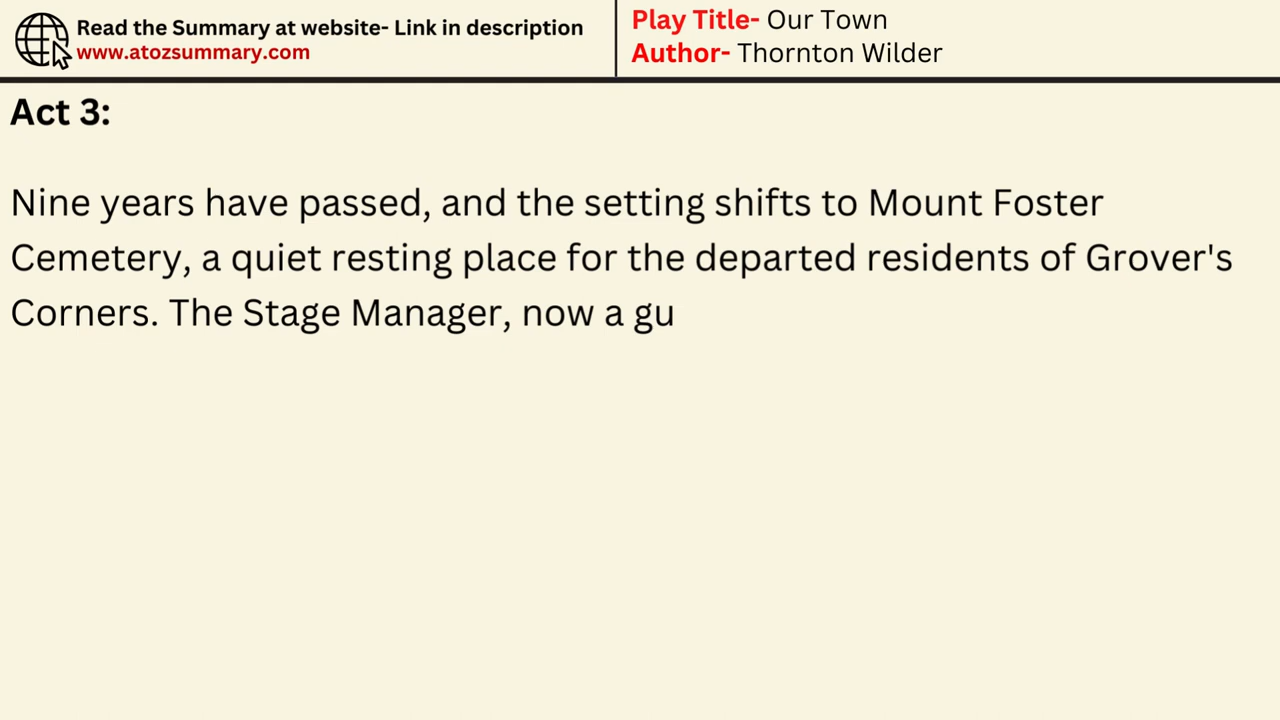 Read the Summary at website- Link in description
www.atozsummary.com
Play Title- Our Town
Author- Thornton Wilder
Act 3:
Nine years have passed, and the setting shifts to Mount Foster
Cemetery, a quiet resting place for the departed residents of Grover's
Corners. The Stage Manager, now a gu